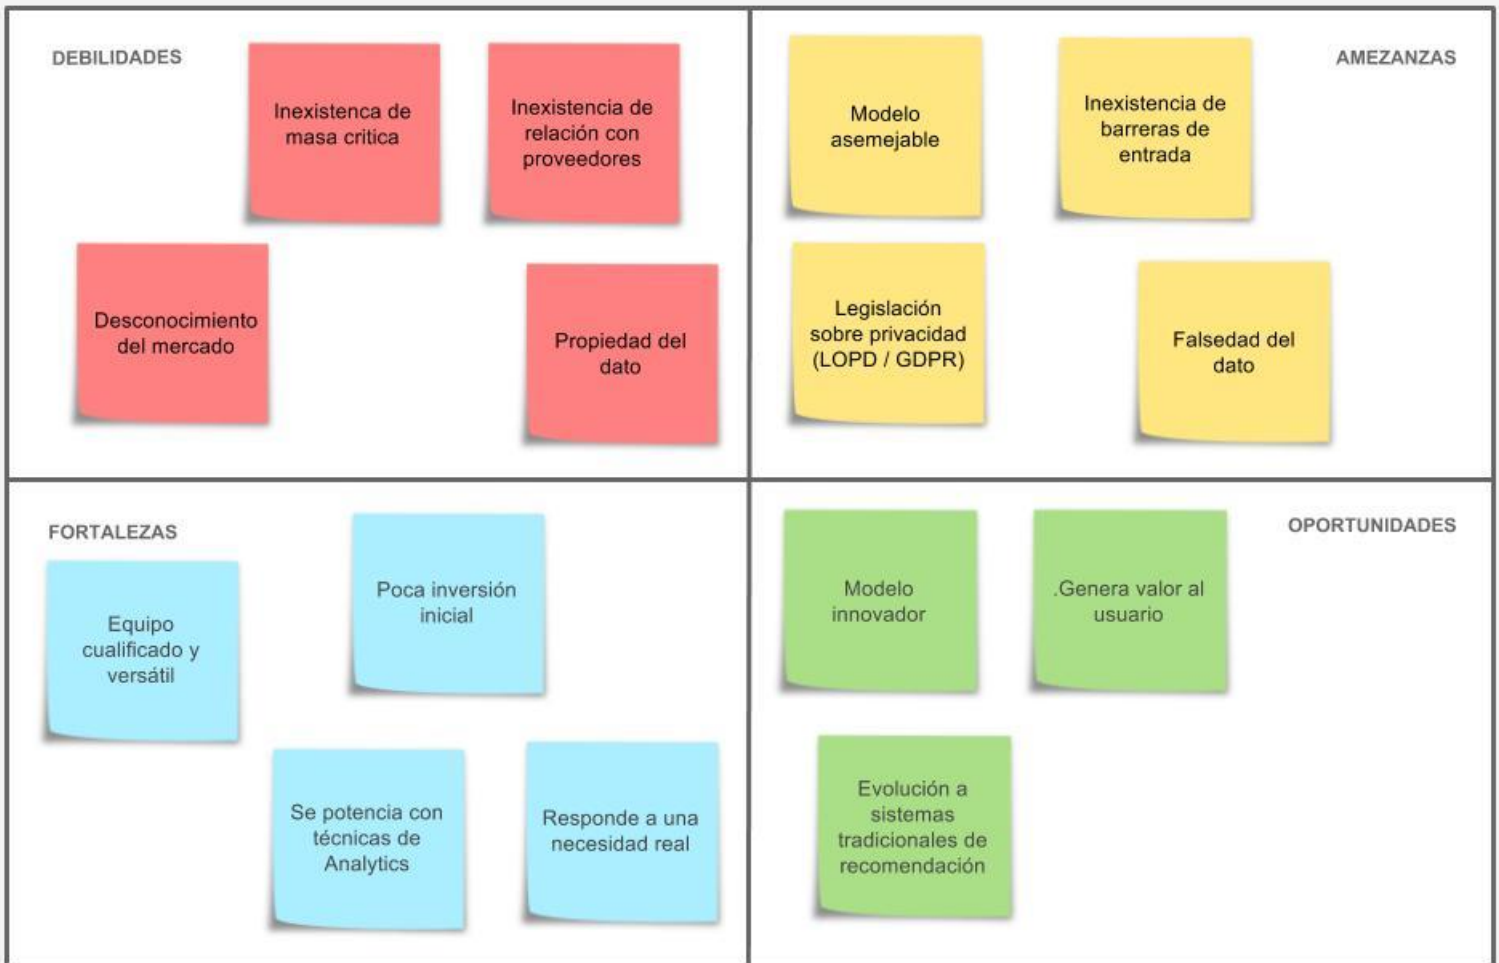 DEBILIDADES
Inexistenca de
masa critica
Inexistencia de
relación con
proveedores
Desconocimiento
del mercado
Propiedad del
dato
AMEZANZAS
Modelo
asemejable
Inexistencia de
barreras de
entrada
Legislación
sobre privacidad
(LOPD / GDPR)
Falsedad del
dato
FORTALEZAS
Equipo
cualificado y
versátil
Poca inversión
inicial
Se potencia con
técnicas de
Analytics
Responde a una
necesidad real
OPORTUNIDADES
Modelo
innovador
.Genera valor al
usuario
Evolución a
sistemas
tradicionales de
recomendación